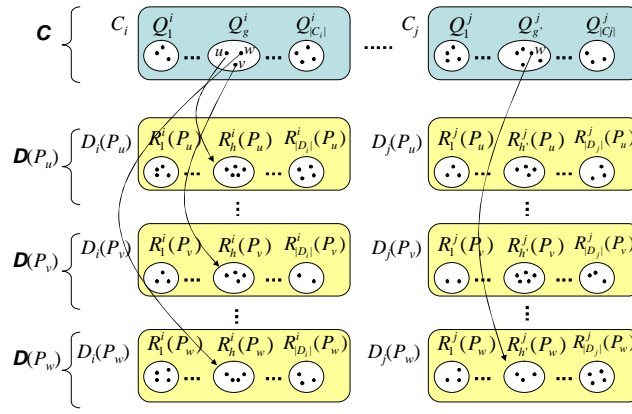 C C_i Q_1^i Q_g^i Q_{|C_i|}^i ..... C_j Q_1^j Q_{g'}^j Q_{|Cj|}^j
u w ... ... w ... ...
v
D(P_u) D_i(P_u) R_1^i(P_u) R_h^i(P_u) R_{|D_i|}^i(P_u) D_j(P_u) R_1^j(P_u) R_{h'}^j(P_u) R_{|D_j|}^j(P_u)
... ... ... ...
⋮ ⋮
D(P_v) D_i(P_v) R_1^i(P_v) R_h^i(P_v) R_{|D_i|}^i(P_v) D_j(P_v) R_1^j(P_v) R_{h'}^j(P_v) R_{|D_j|}^j(P_v)
... ... ... ...
⋮ ⋮
D(P_w) D_i(P_w) R_1^i(P_w) R_h^i(P_w) R_{|D_i|}^i(P_w) D_j(P_w) R_1^j(P_w) R_{h'}^j(P_w) R_{|D_j|}^j(P_w)
... ... ... ...